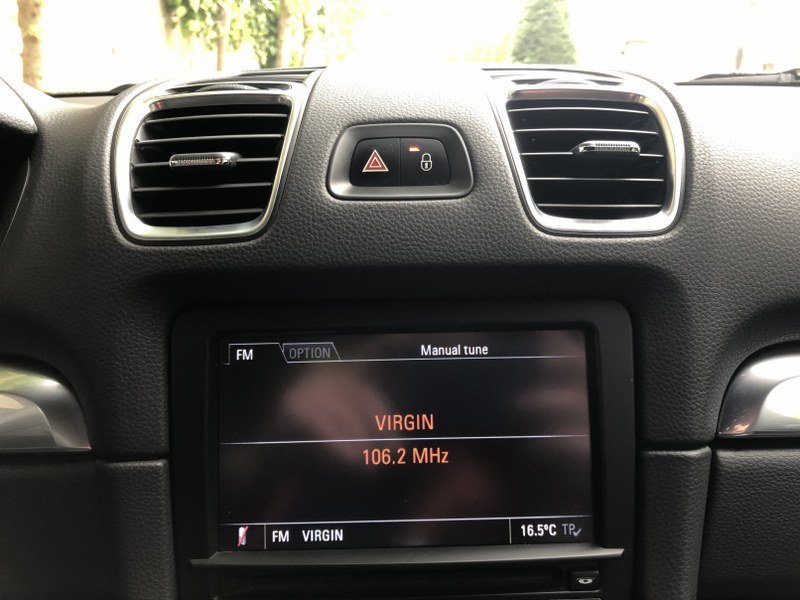 FM OPTION Manual tune
VIRGIN
106.2 MHz
FM VIRGIN 16.5°C TP